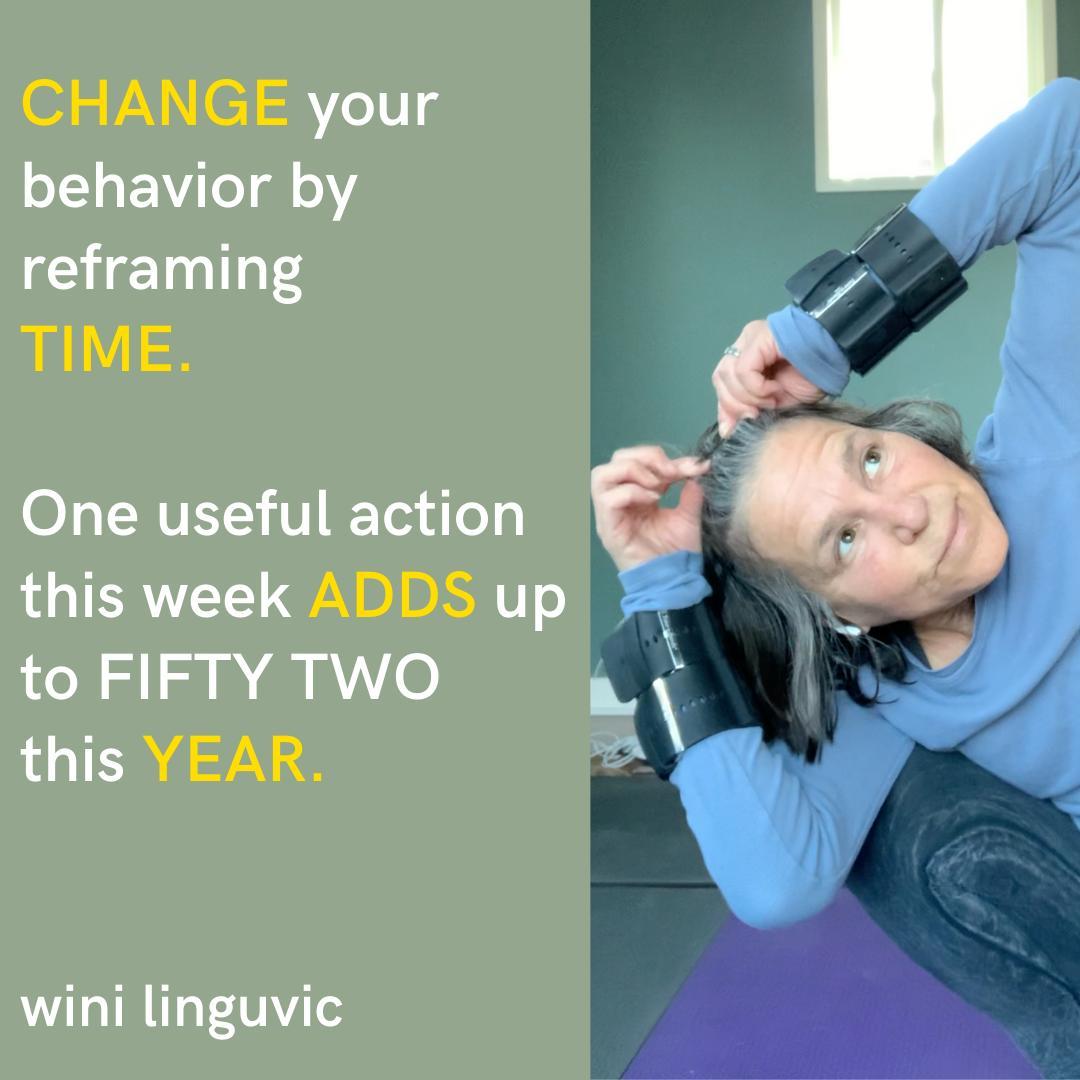 CHANGE your
behavior by
reframing
TIME.
One useful action
this week ADDS up
to FIFTY TWO
this YEAR.
wini linguvic